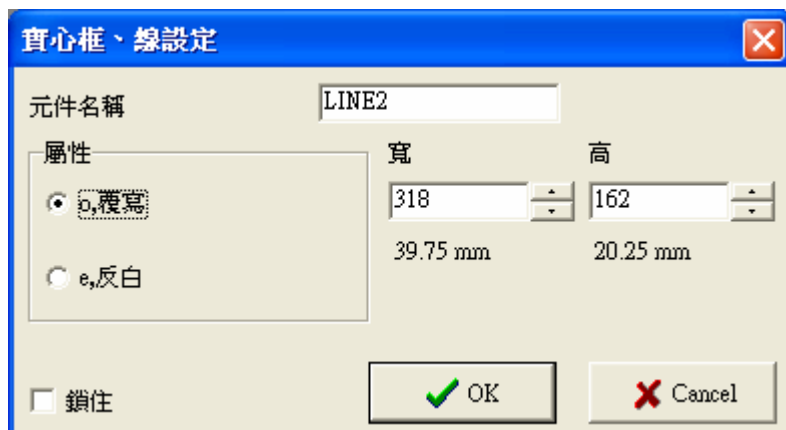 實心框、線設定
元件名稱 LINE2
屬性 寬 高
o,覆寫 318 162
39.75 mm 20.25 mm
e,反白
鎖住 OK Cancel